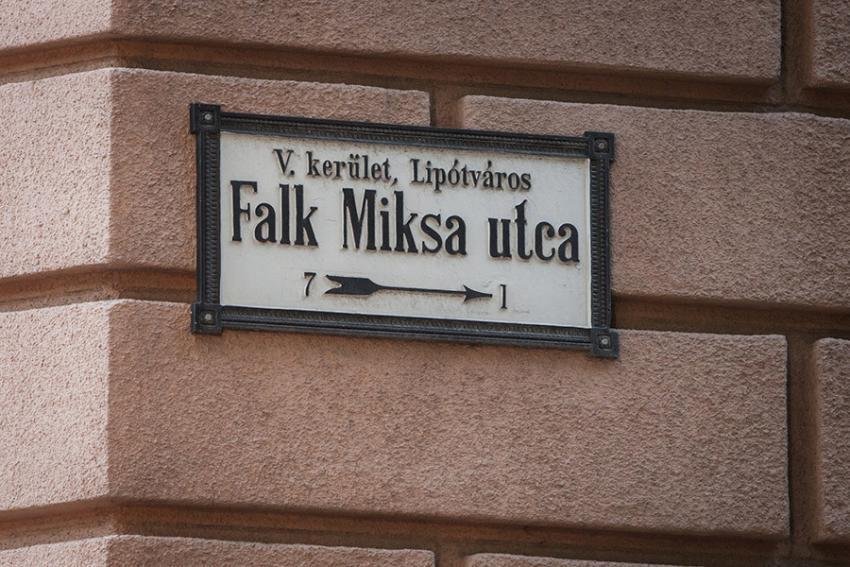 V. kerület, Lipótváros
Falk Miksa utca
7 1